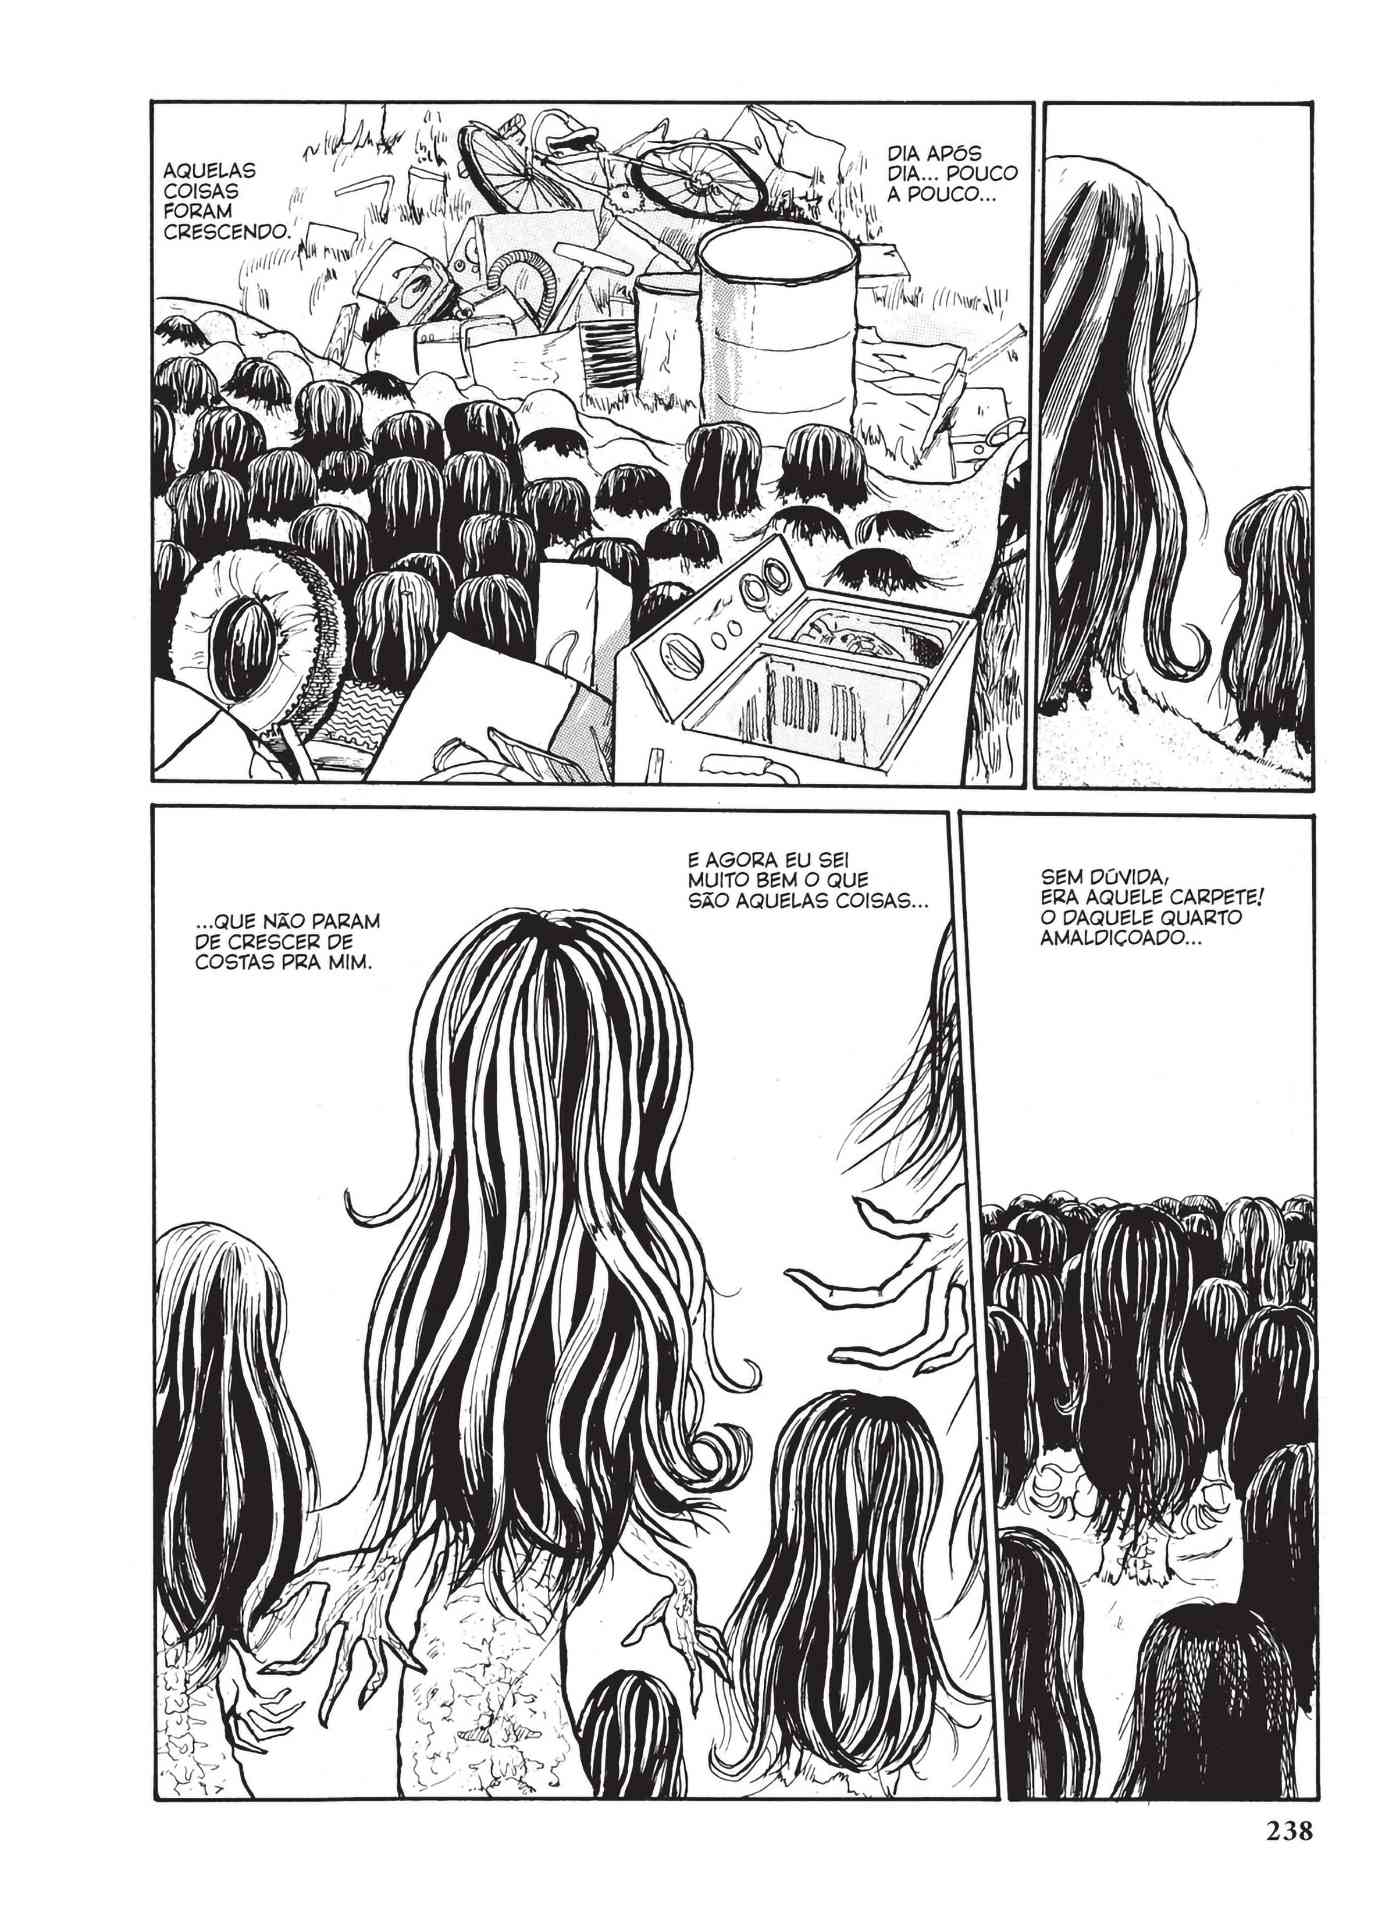 DIA APÓS
DIA... POUCO
A POUCO...
AQUELAS
COISAS
FORAM
CRESCENDO.
SEM DÚVIDA,
ERA AQUELE CARPETE!
O DAQUELE QUARTO
AMALDIÇOADO...
E AGORA EU SEI
MUITO BEM O QUE
SÃO AQUELAS COISAS...
...QUE NÃO PARAM
DE CRESCER DE
COSTAS PRA MIM.
238